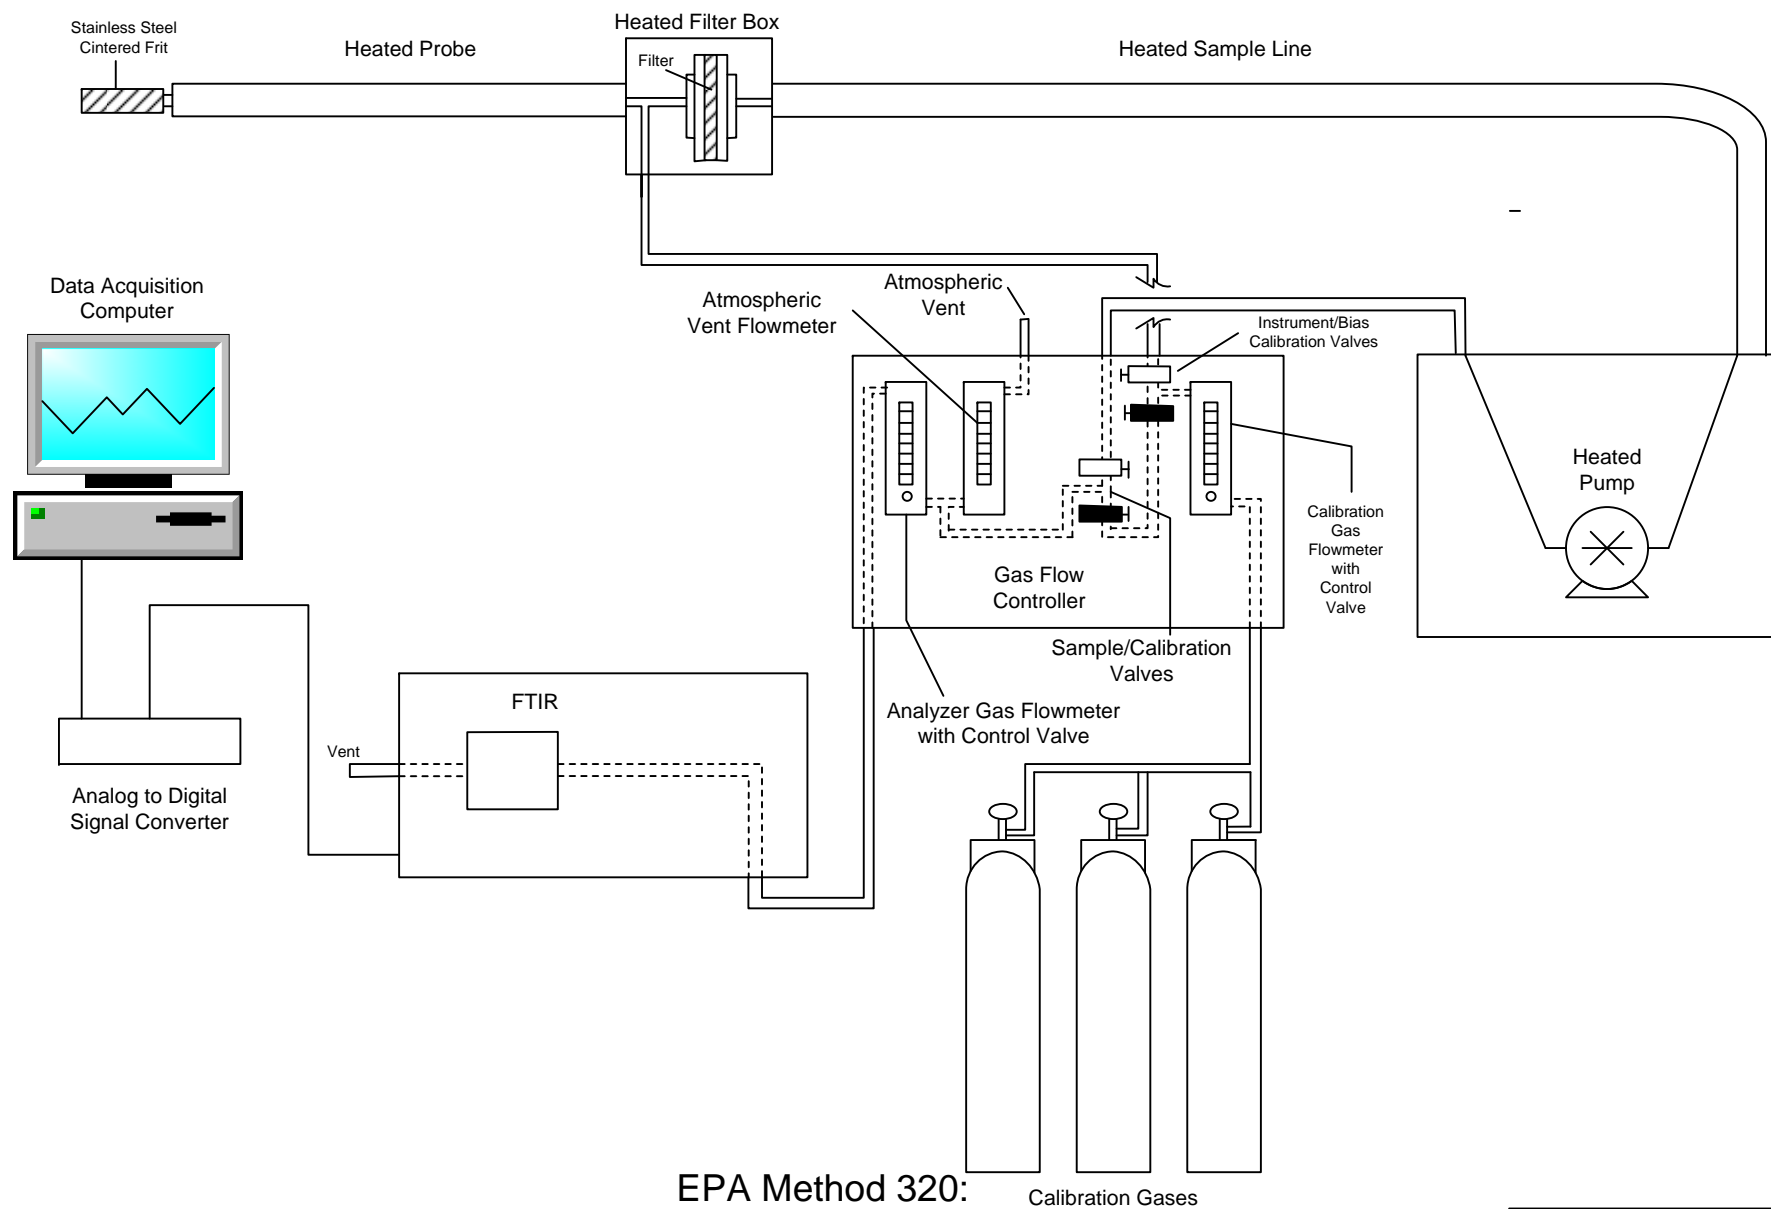 Stainless Steel
Cintered Frit
Heated Probe
Heated Filter Box
Filter
Heated Sample Line
Data Acquisition
Computer
Atmospheric
Vent Flowmeter
Atmospheric
Vent
Instrument/Bias
Calibration Valves
Heated
Pump
Calibration
Gas
Flowmeter
with
Control
Valve
Gas Flow
Controller
Sample/Calibration
Valves
Analyzer Gas Flowmeter
with Control Valve
FTIR
Vent
Analog to Digital
Signal Converter
EPA Method 320:
Calibration Gases